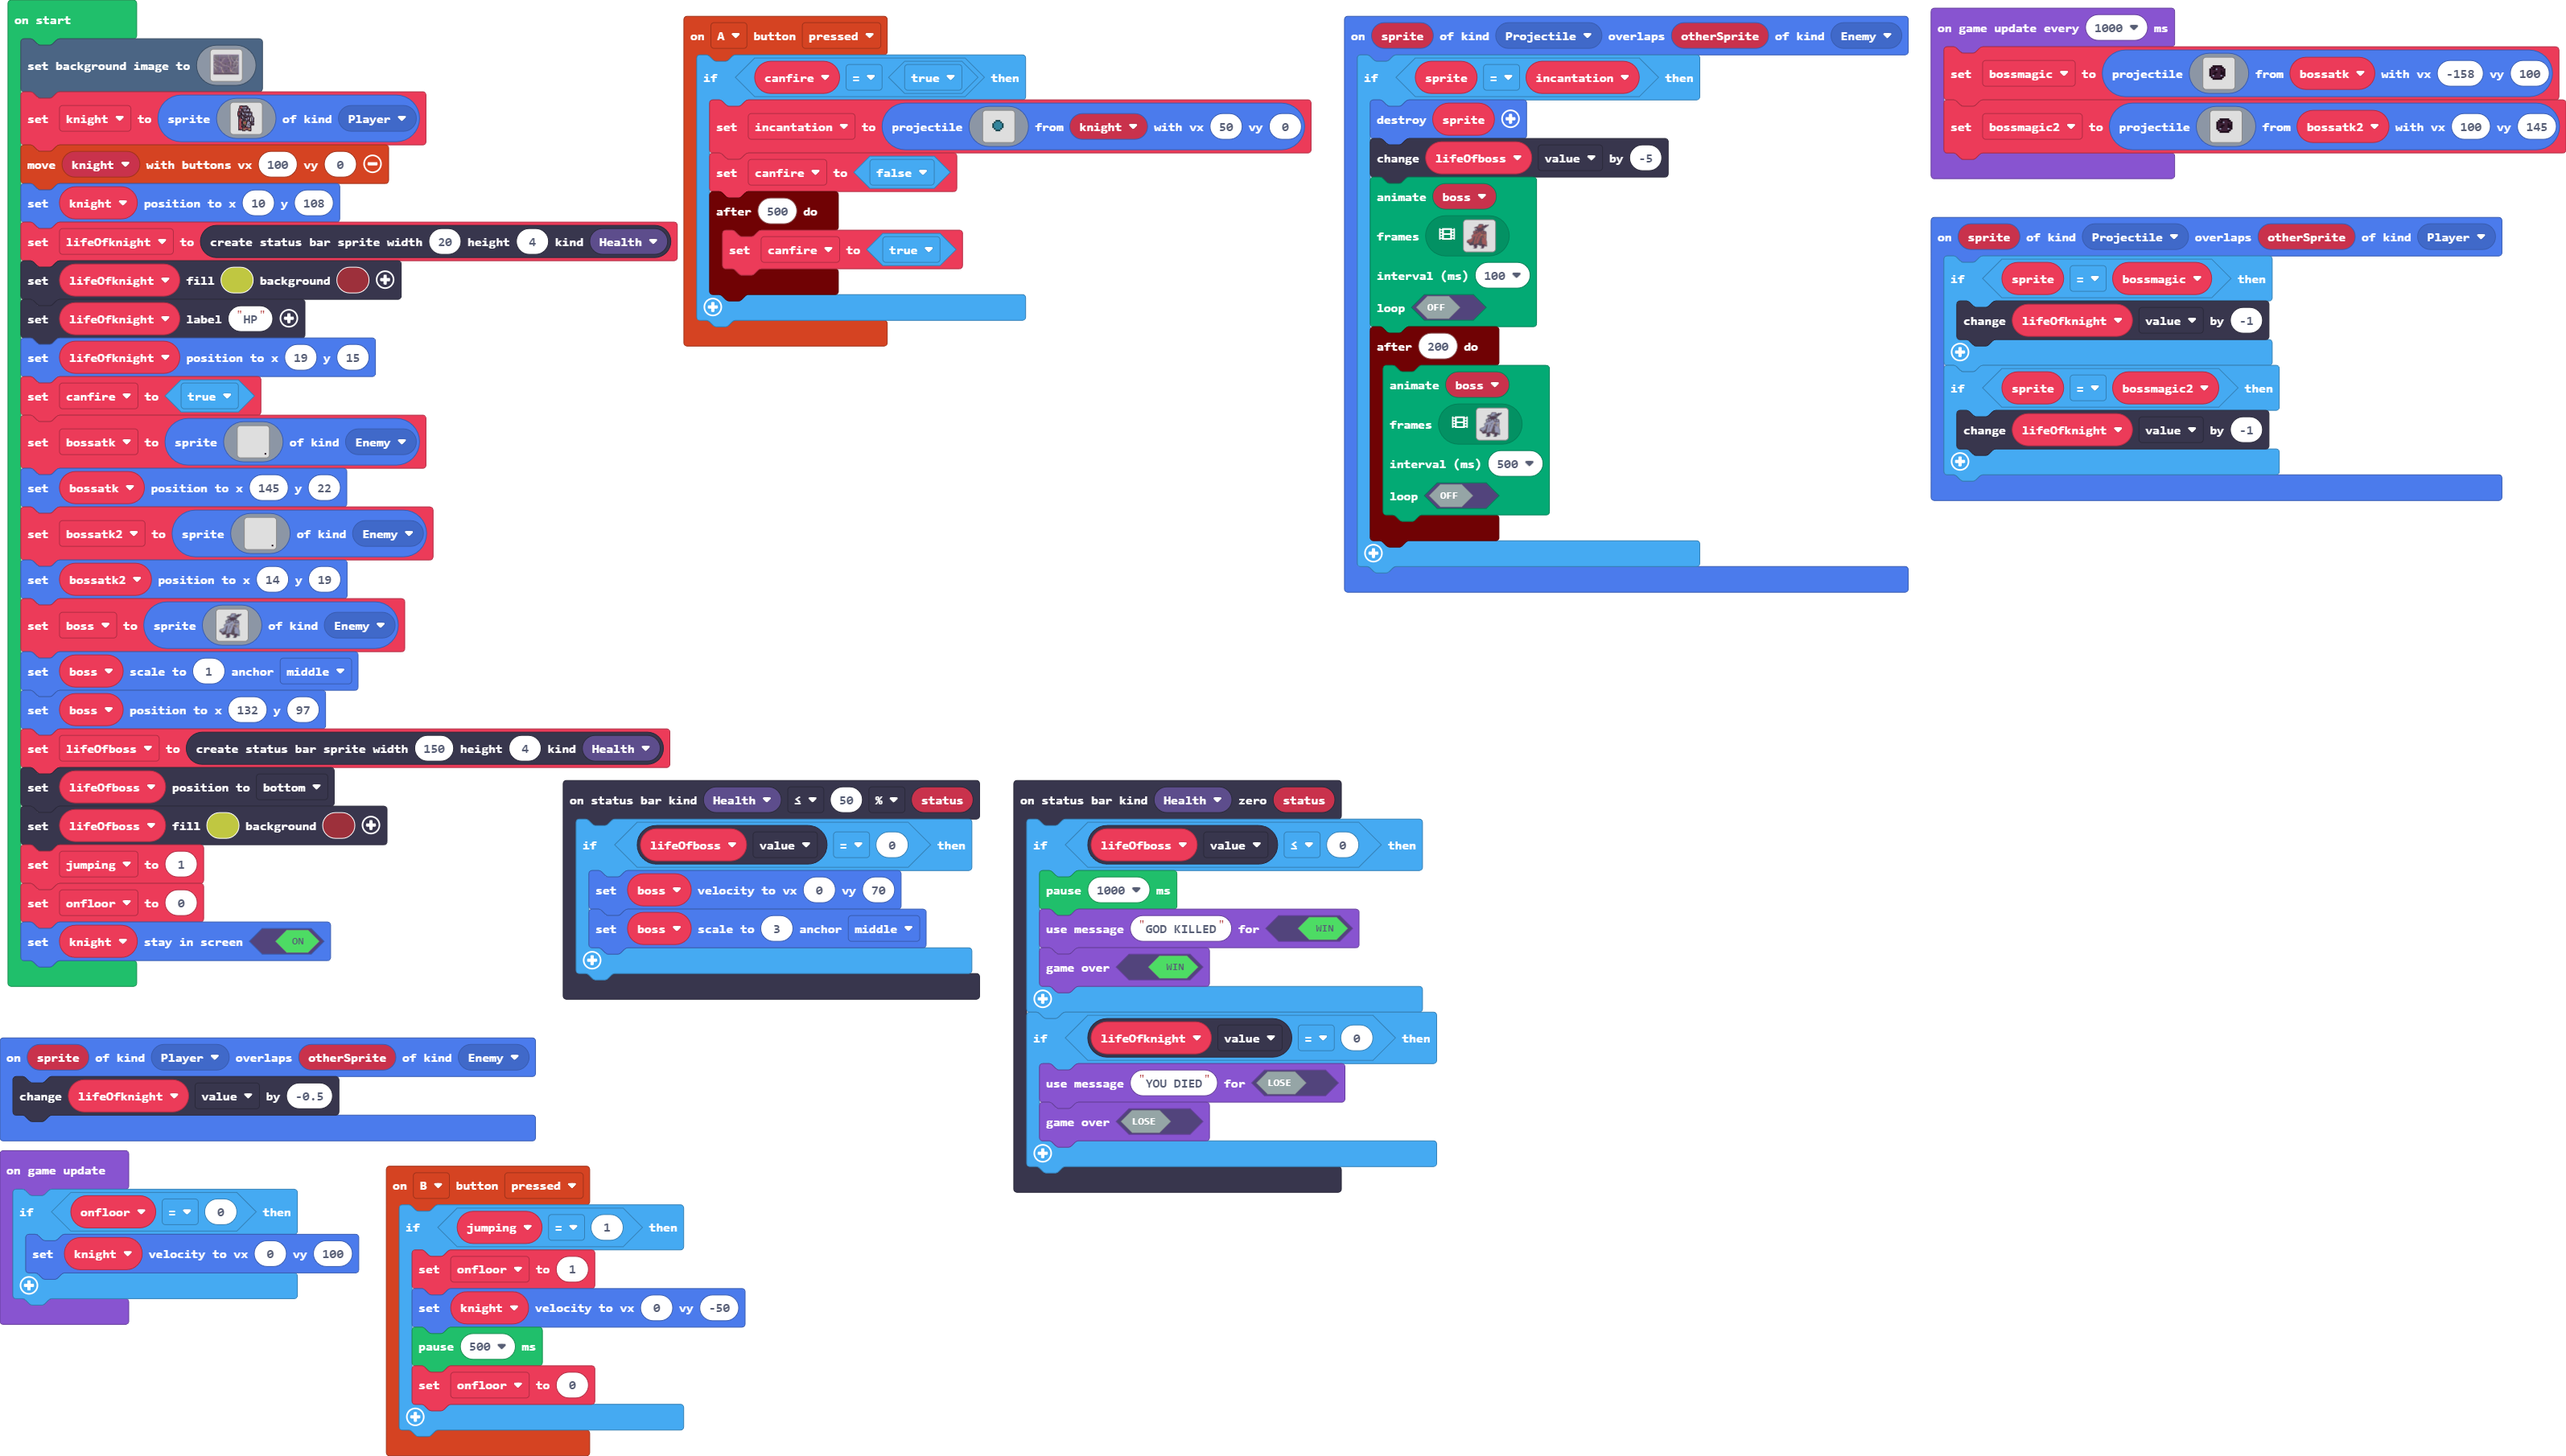 on start
set background image to
set knight to sprite of kind Player
move knight with buttons vx 100 vy 0
set knight position to x 10 y 108
set lifeOfknight to create status bar sprite width 20 height 4 kind Health
set lifeOfknight fill background
set lifeOfknight label "HP"
set lifeOfknight position to x 19 y 15
set canfire to true
set bossatk to sprite of kind Enemy
set bossatk position to x 145 y 22
set bossatk2 to sprite of kind Enemy
set bossatk2 position to x 14 y 19
set boss to sprite of kind Enemy
set boss scale to 1 anchor middle
set boss position to x 132 y 97
set lifeOfboss to create status bar sprite width 150 height 4 kind Health
set lifeOfboss position to bottom
set lifeOfboss fill background
set jumping to 1
set onfloor to 0
set knight stay in screen ON
on A button pressed
if canfire = true then
set incantation to projectile from knight with vx 50 vy 0
set canfire to false
after 500 do
set canfire to true
on sprite of kind Projectile overlaps otherSprite of kind Enemy
if sprite = incantation then
destroy sprite
change lifeOfboss value by -5
animate boss
frames
interval (ms) 100
loop OFF
after 200 do
animate boss
frames
interval (ms) 500
loop OFF
on game update every 1000 ms
set bossmagic to projectile from bossatk with vx -158 vy 100
set bossmagic2 to projectile from bossatk2 with vx 100 vy 145
on sprite of kind Projectile overlaps otherSprite of kind Player
if sprite = bossmagic then
change lifeOfknight value by -1
if sprite = bossmagic2 then
change lifeOfknight value by -1
on status bar kind Health ≤ 50 % status
if lifeOfboss value = 0 then
set boss velocity to vx 0 vy 70
set boss scale to 3 anchor middle
on status bar kind Health zero status
if lifeOfboss value ≤ 0 then
pause 1000 ms
use message "GOD KILLED" for WIN
game over WIN
if lifeOfknight value = 0 then
use message "YOU DIED" for LOSE
game over LOSE
on sprite of kind Player overlaps otherSprite of kind Enemy
change lifeOfknight value by -0.5
on game update
if onfloor = 0 then
set knight velocity to vx 0 vy 100
on B button pressed
if jumping = 1 then
set onfloor to 1
set knight velocity to vx 0 vy -50
pause 500 ms
set onfloor to 0